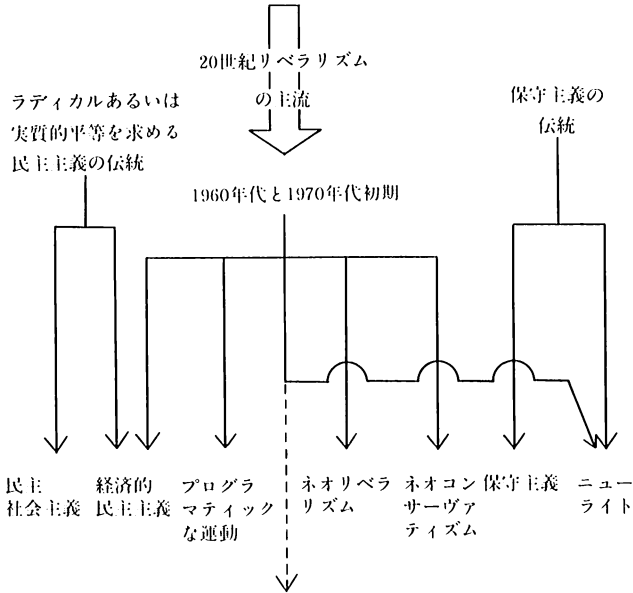 20世紀リベラリズム
の主流
ラディカルあるいは
実質的平等を求める
民主主義の伝統
保守主義の
伝統
1960年代と1970年代初期
民主
社会主義
経済的
民主主義
プログラ
マティック
な運動
ネオリベラ
リズム
ネオコン
サーヴァ
ティズム
保守主義
ニュー
ライト